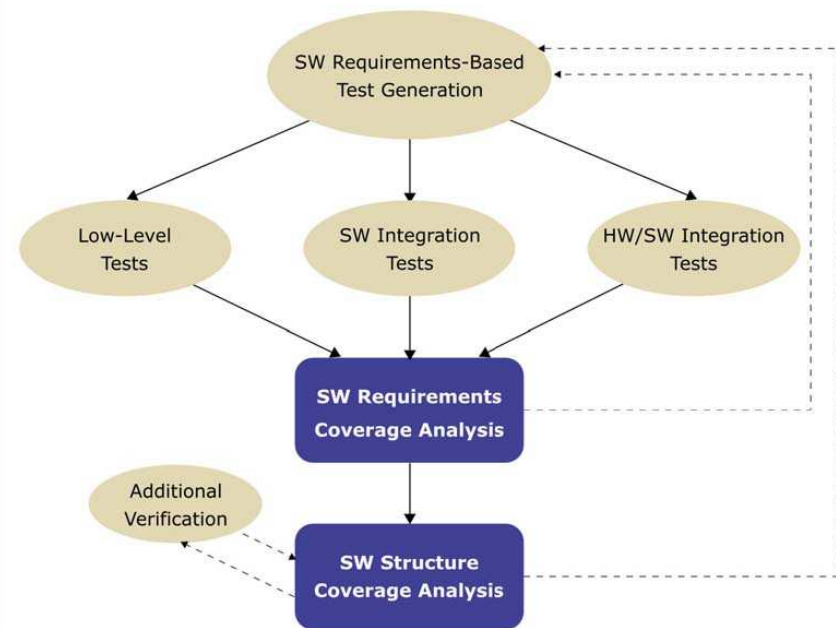 SW Requirements-Based
Test Generation
Low-Level
Tests
SW Integration
Tests
HW/SW Integration
Tests
SW Requirements
Coverage Analysis
Additional
Verification
SW Structure
Coverage Analysis